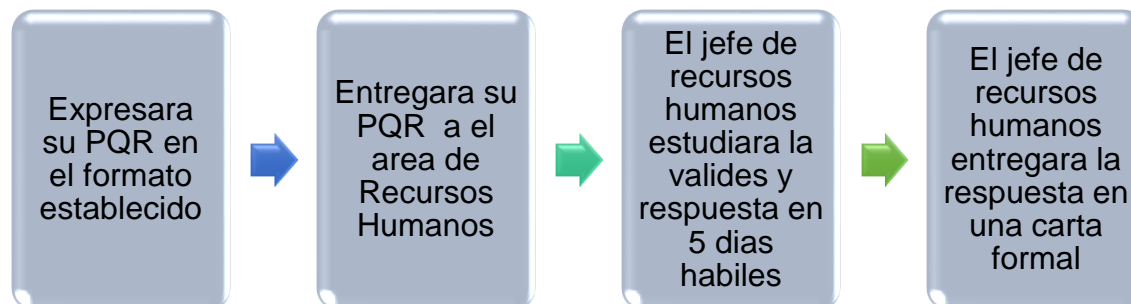 Expresara
su PQR en
el formato
establecido
Entregara su
PQR a el
area de
Recursos
Humanos
El jefe de
recursos
humanos
estudiara la
valides y
respuesta en
5 dias
habiles
El jefe de
recursos
humanos
entregara la
respuesta en
una carta
formal